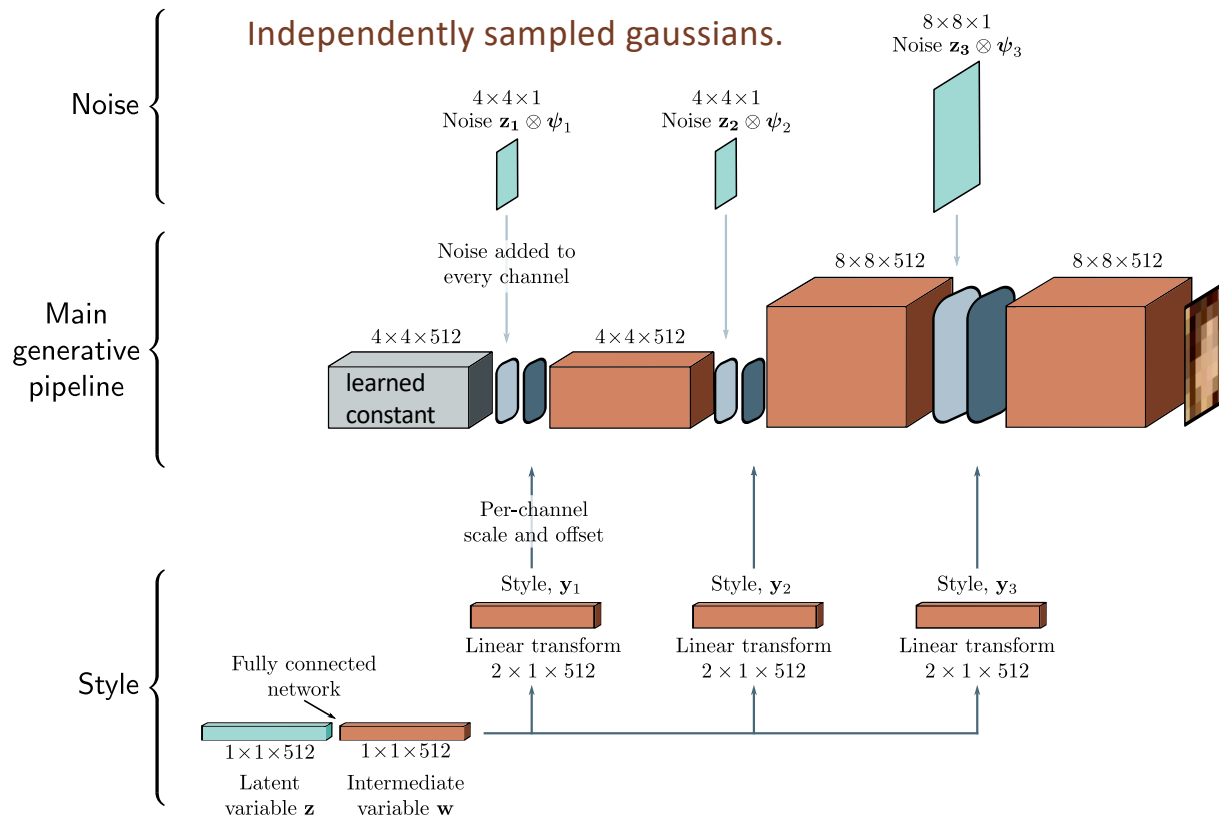 Independently sampled gaussians.
Noise
4×4×1
Noise z₁ ⊗ ψ₁
4×4×1
Noise z₂ ⊗ ψ₂
8×8×1
Noise z₃ ⊗ ψ₃
Main
generative
pipeline
Noise added to
every channel
4×4×512
learned
constant
4×4×512
8×8×512
8×8×512
Per-channel
scale and offset
Style
Style, y₁
Linear transform
2 × 1 × 512
Style, y₂
Linear transform
2 × 1 × 512
Style, y₃
Linear transform
2 × 1 × 512
Fully connected
network
1×1×512
Latent
variable z
1×1×512
Intermediate
variable w